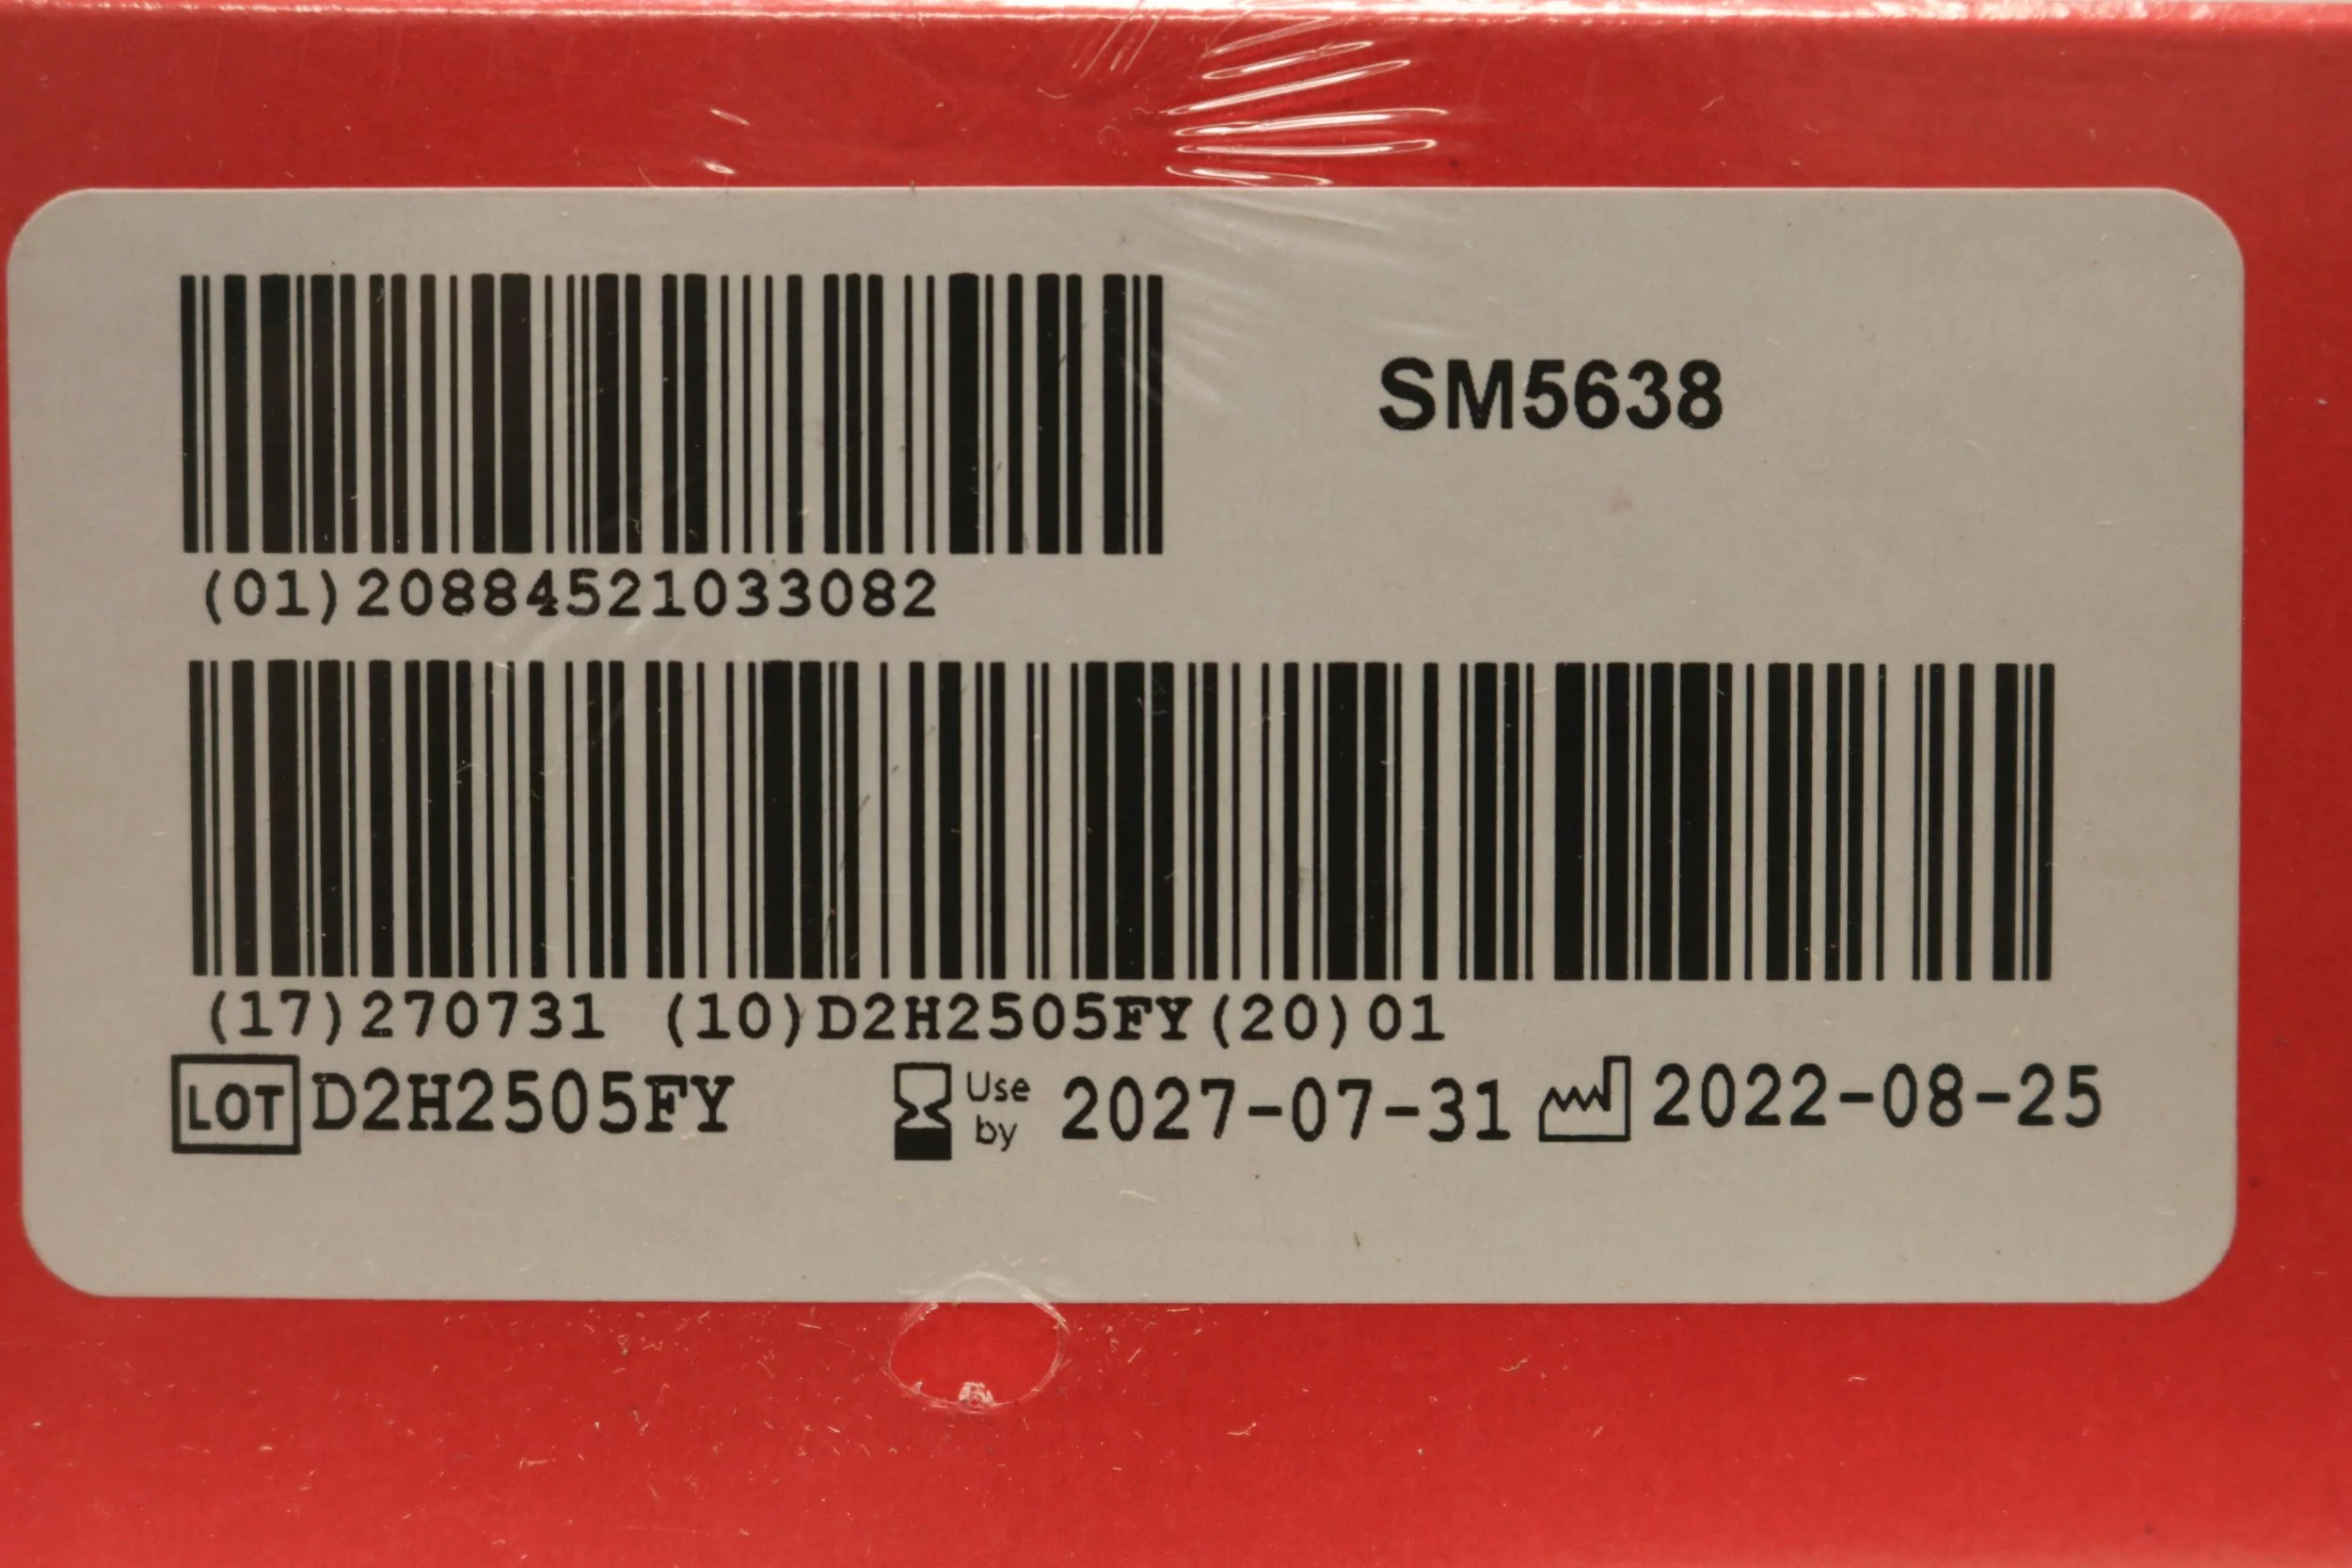 SM5638
(01)20884521033082
(17)270731 (10)D2H2505FY(20)01
LOT D2H2505FY Use by 2027-07-31 2022-08-25